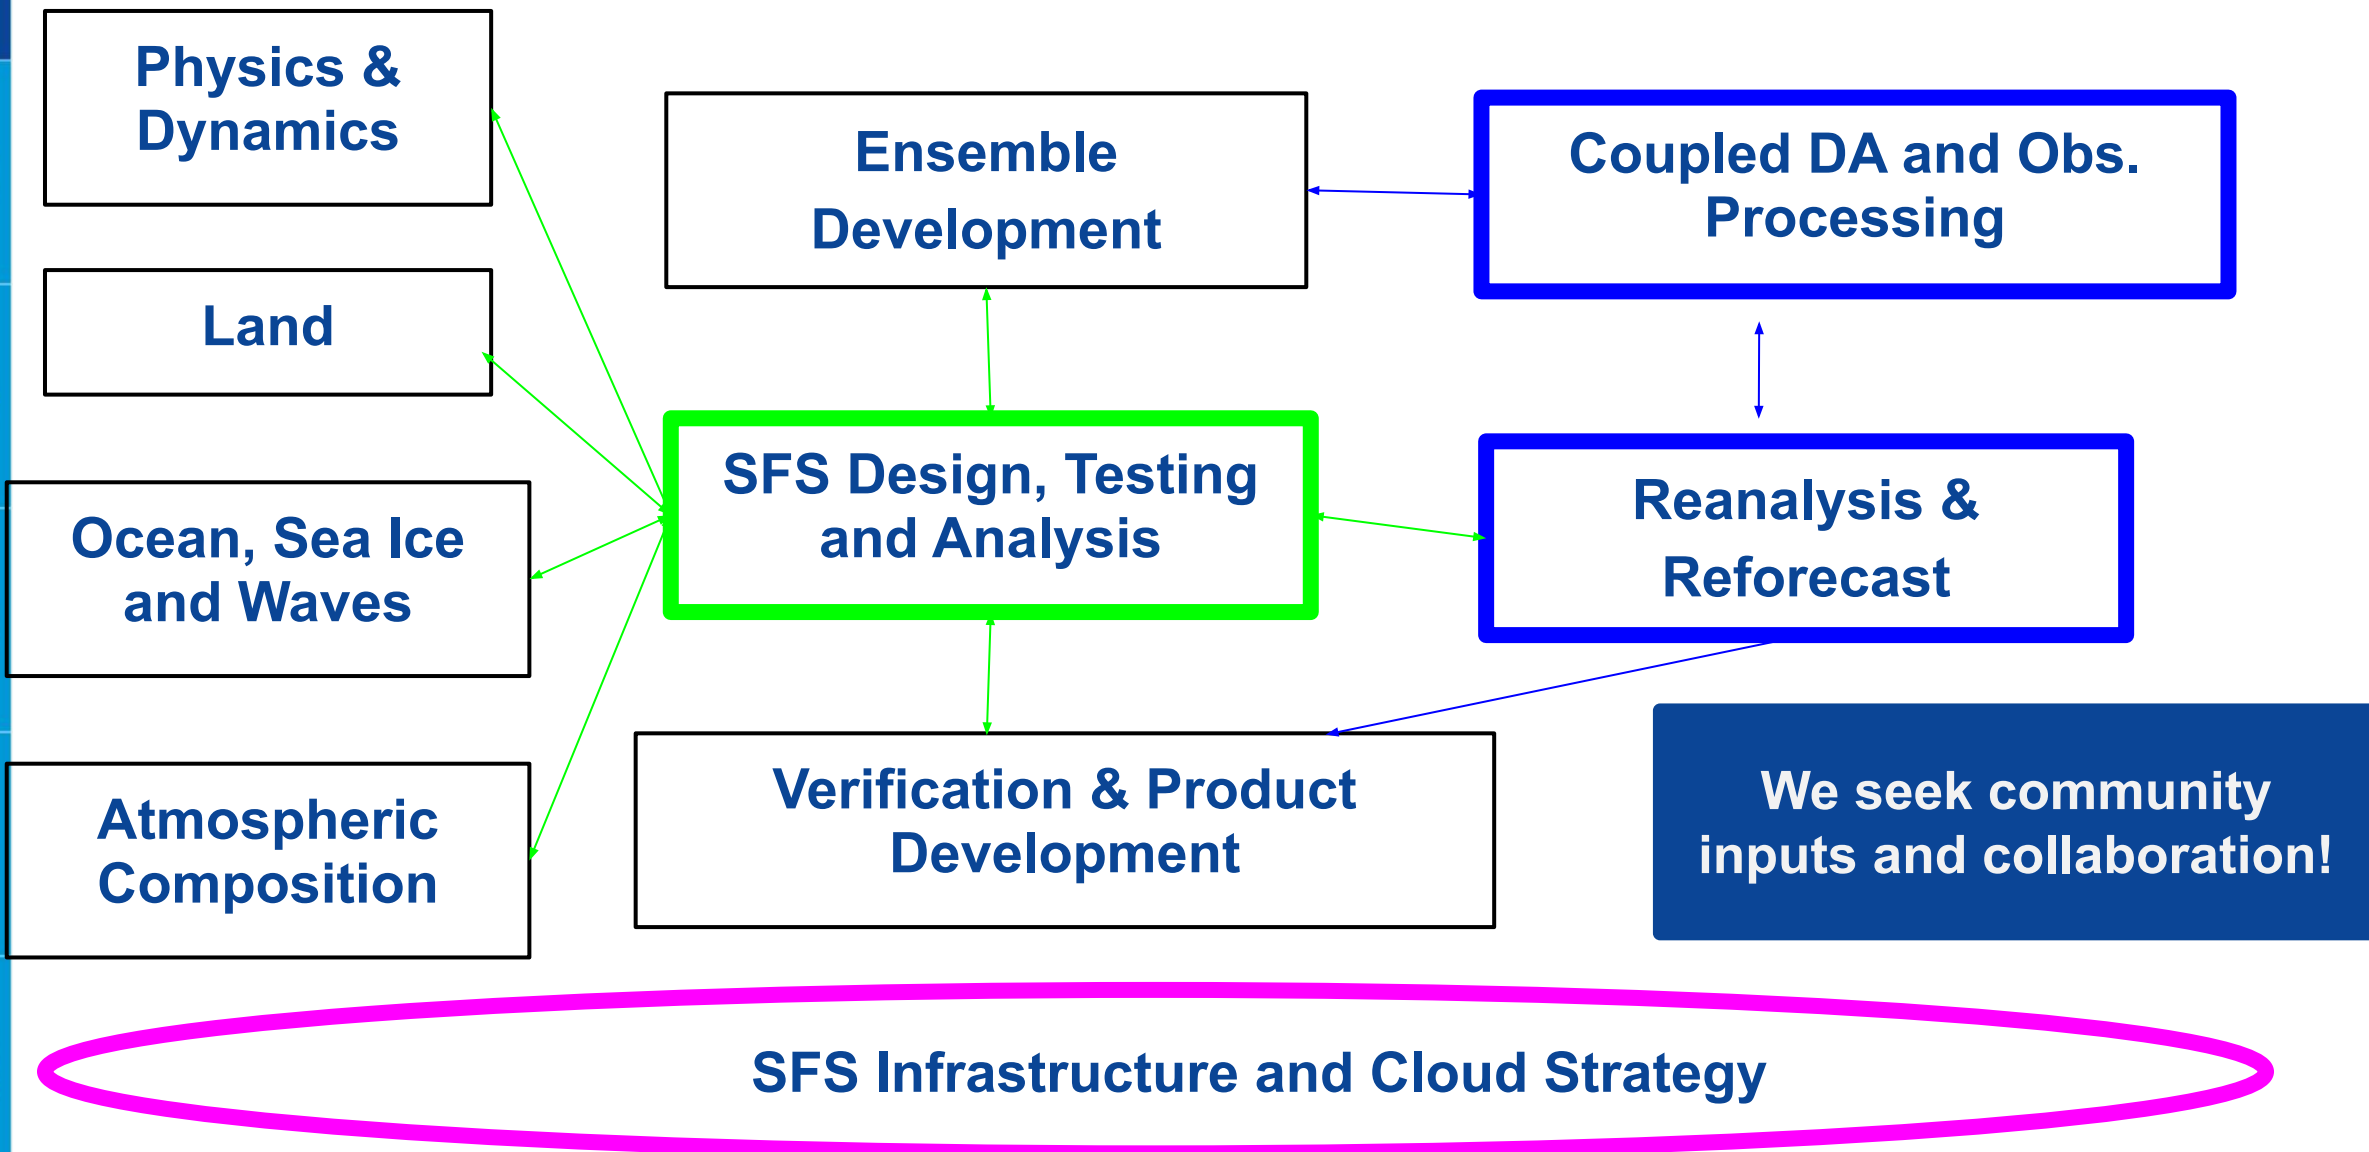 Physics &
Dynamics
Land
Ocean, Sea Ice
and Waves
Atmospheric
Composition
Ensemble
Development
SFS Design, Testing
and Analysis
Verification & Product
Development
Coupled DA and Obs.
Processing
Reanalysis &
Reforecast
We seek community
inputs and collaboration!
SFS Infrastructure and Cloud Strategy